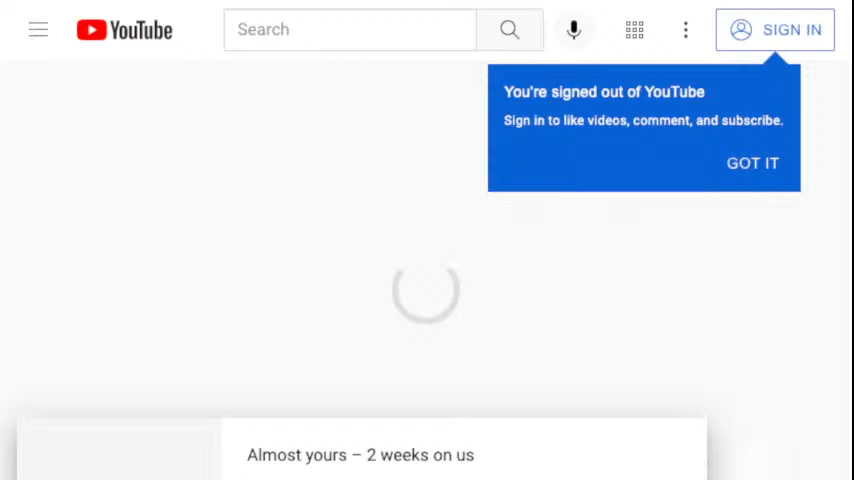 YouTube
Search
SIGN IN
You're signed out of YouTube
Sign in to like videos, comment, and subscribe.
GOT IT
Almost yours – 2 weeks on us